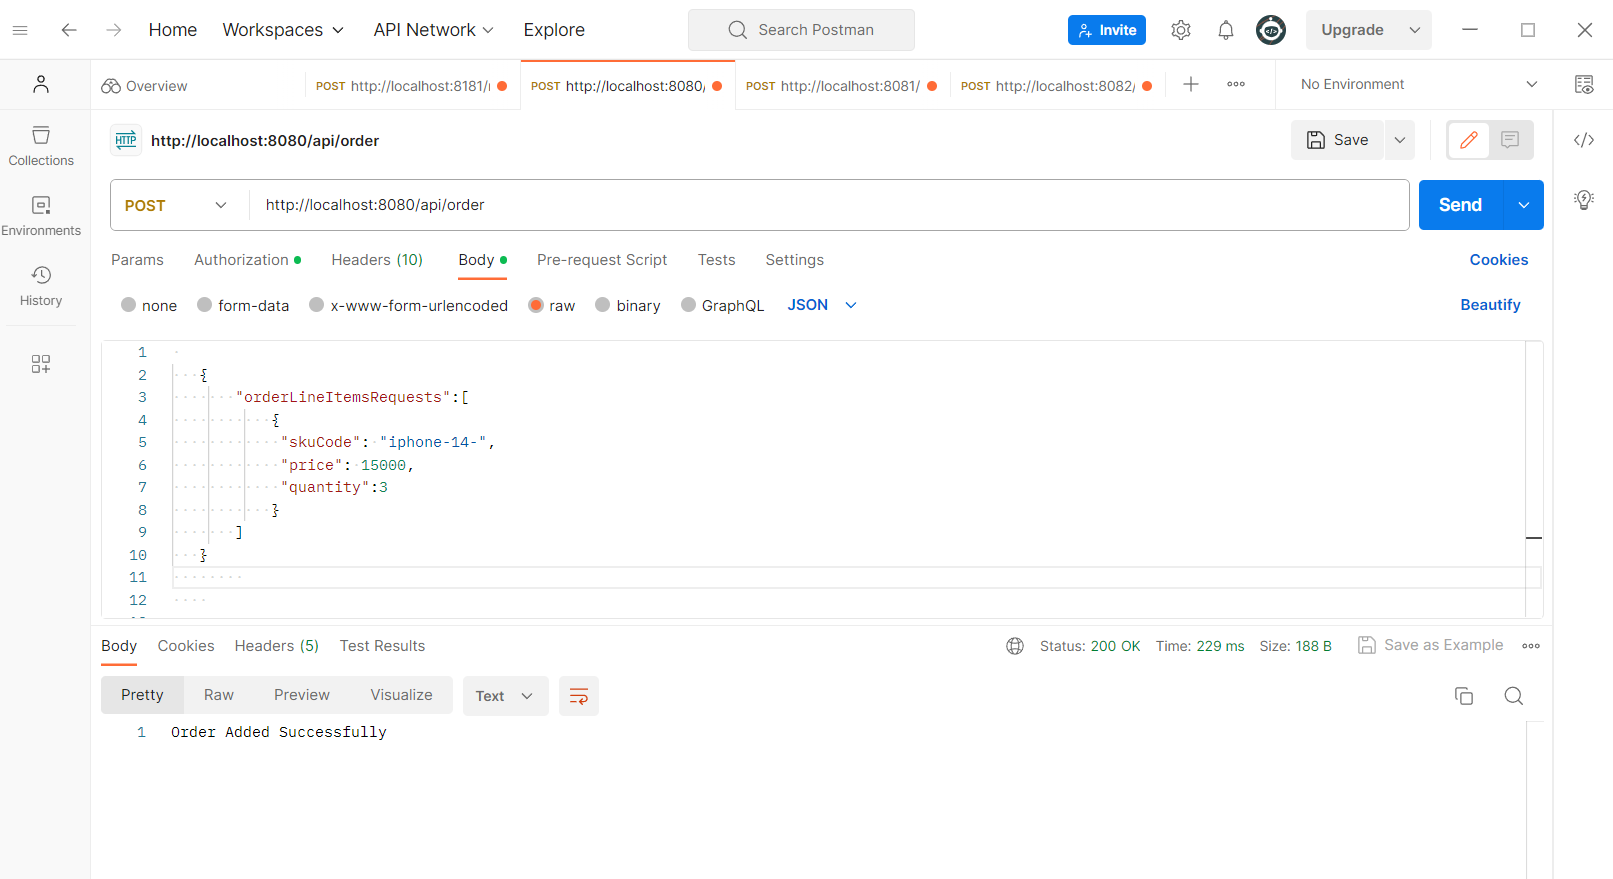 Home Workspaces API Network Explore Search Postman Invite Upgrade
Overview POST http://localhost:8181/ POST http://localhost:8080/ POST http://localhost:8081/ POST http://localhost:8082/ No Environment
Collections
Environments
History
HTTP http://localhost:8080/api/order Save
POST http://localhost:8080/api/order Send
Params Authorization Headers (10) Body Pre-request Script Tests Settings Cookies
none form-data x-www-form-urlencoded raw binary GraphQL JSON Beautify
1
2 {
3 "orderLineItemsRequests":[
4 {
5 "skuCode": "iphone-14-",
6 "price": 15000,
7 "quantity":3
8 }
9 ]
10 }
11
12
Body Cookies Headers (5) Test Results Status: 200 OK Time: 229 ms Size: 188 B Save as Example
Pretty Raw Preview Visualize Text
1 Order Added Successfully